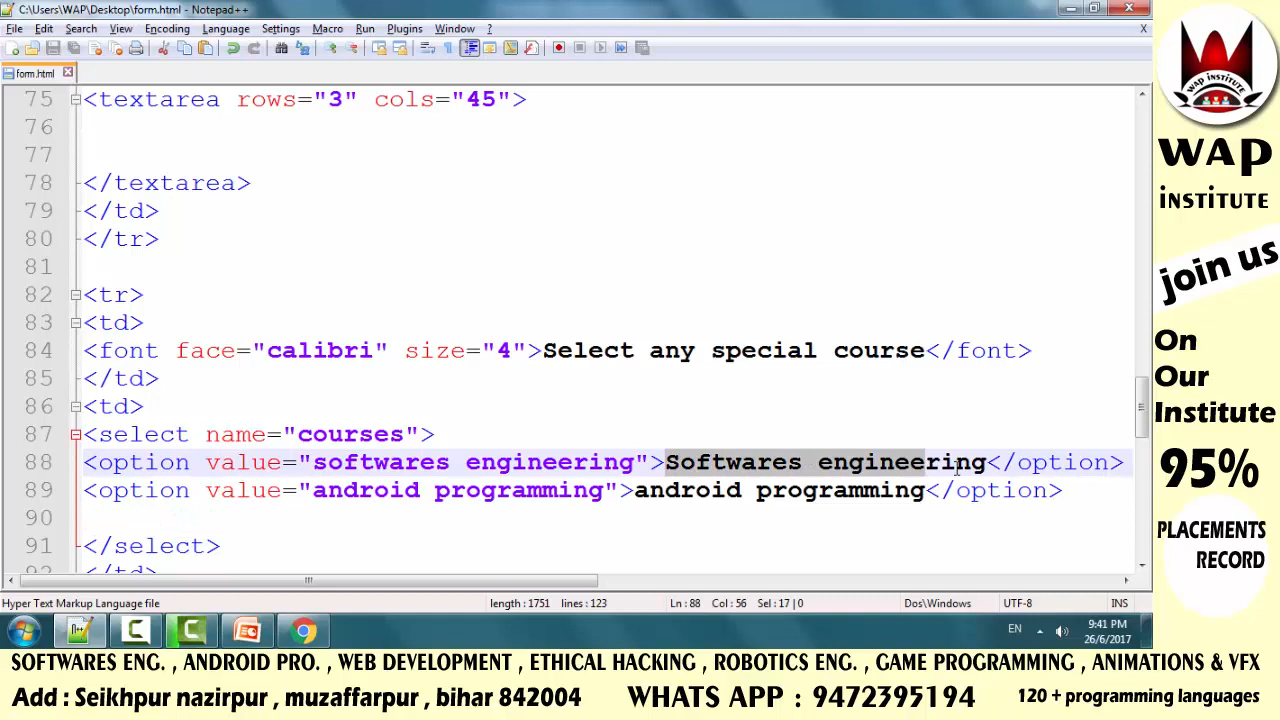 C:\Users\WAP\Desktop\form.html - Notepad++
File Edit Search View Encoding Language Settings Macro Run Plugins Window ? X
form.html
75 <textarea rows="3" cols="45">
76
77
78 </textarea>
79 </td>
80 </tr>
81
82 <tr>
83 <td>
84 <font face="calibri" size="4">Select any special course</font>
85 </td>
86 <td>
87 <select name="courses">
88 <option value="softwares engineering">Softwares engineering</option>
89 <option value="android programming">android programming</option>
90
91 </select>
92 </td>
Hyper Text Markup Language file length : 1751 lines : 123 Ln : 88 Col : 56 Sel : 17 | 0 Dos\Windows UTF-8 INS
EN 9:41 PM
26/6/2017
WAP INSTITUTE
WAP
INSTITUTE
join us
On
Our
Institute
95%
PLACEMENTS
RECORD
SOFTWARES ENG. , ANDROID PRO. , WEB DEVELOPMENT , ETHICAL HACKING , ROBOTICS ENG. , GAME PROGRAMMING , ANIMATIONS & VFX
Add : Seikhpur nazirpur , muzaffarpur , bihar 842004 WHATS APP : 9472395194 120 + programming languages